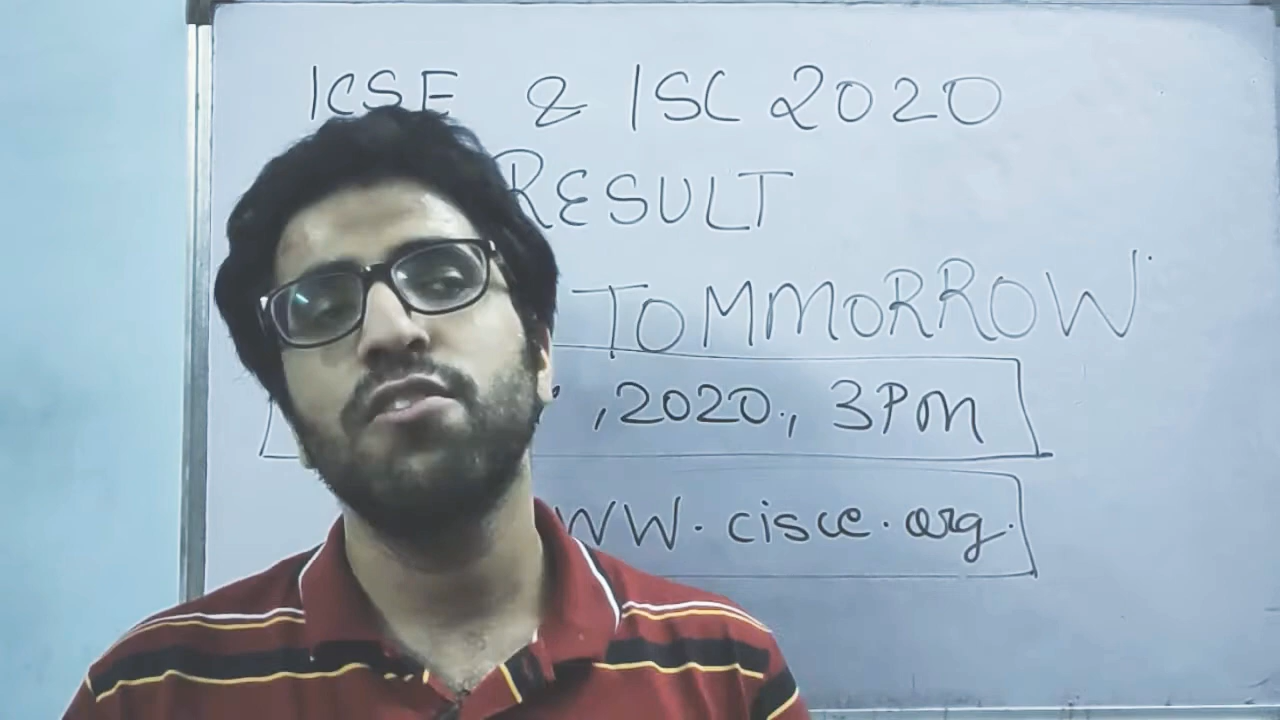 ICSE & ISC 2020
RESULT
TOMMORROW
,2020., 3PM
WW.cisce.org.